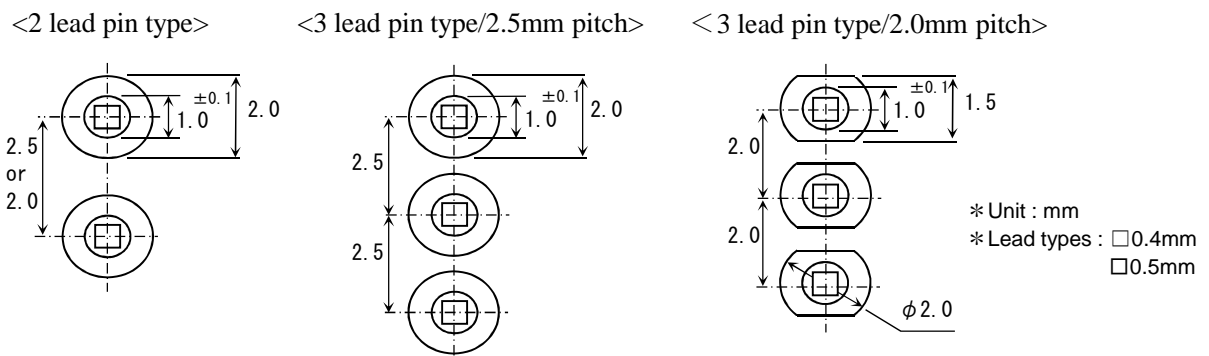 <2 lead pin type>
2.5
or
2.0
1.0
±0.1
2.0
<3 lead pin type/2.5mm pitch>
2.5
2.5
1.0
±0.1
2.0
＜3 lead pin type/2.0mm pitch>
2.0
2.0
1.0
±0.1
1.5
φ2.0
＊Unit : mm
＊Lead types : □0.4mm
□0.5mm